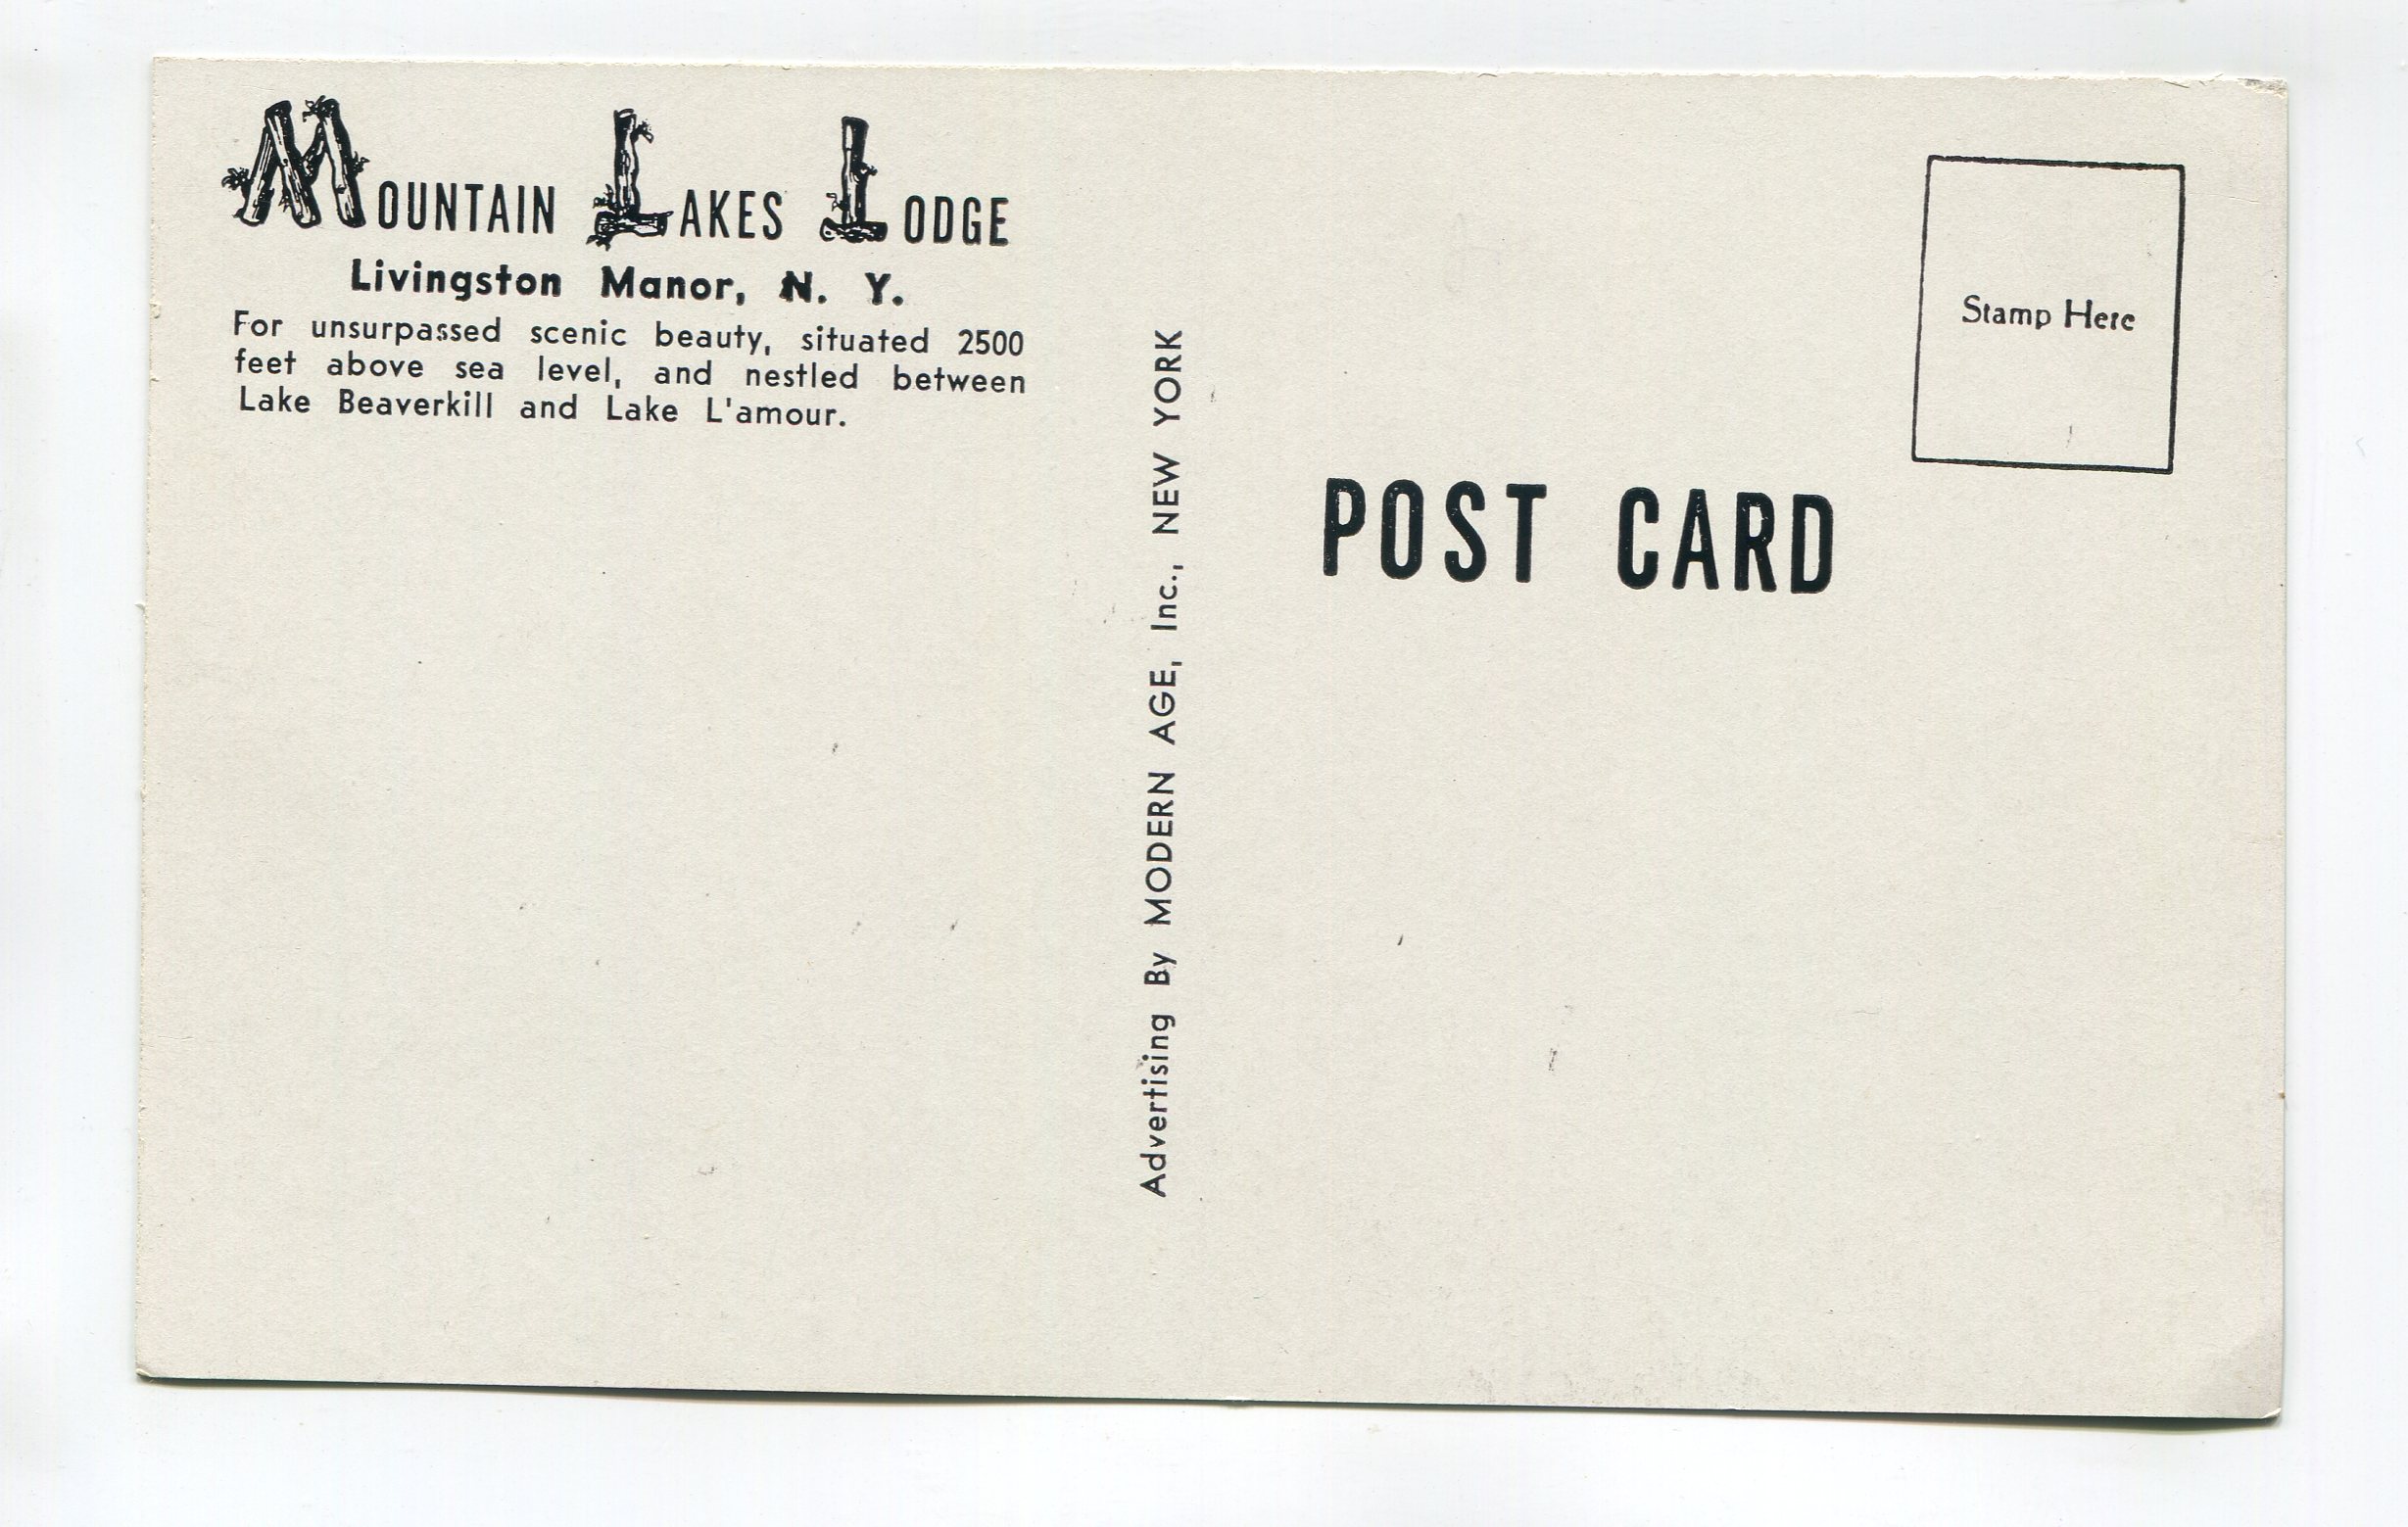 MOUNTAIN LAKES LODGE
Livingston Manor, N. Y.
For unsurpassed scenic beauty, situated 2500
feet above sea level, and nestled between
Lake Beaverkill and Lake L'amour.
Advertising By MODERN AGE, Inc., NEW YORK
POST CARD
Stamp Here